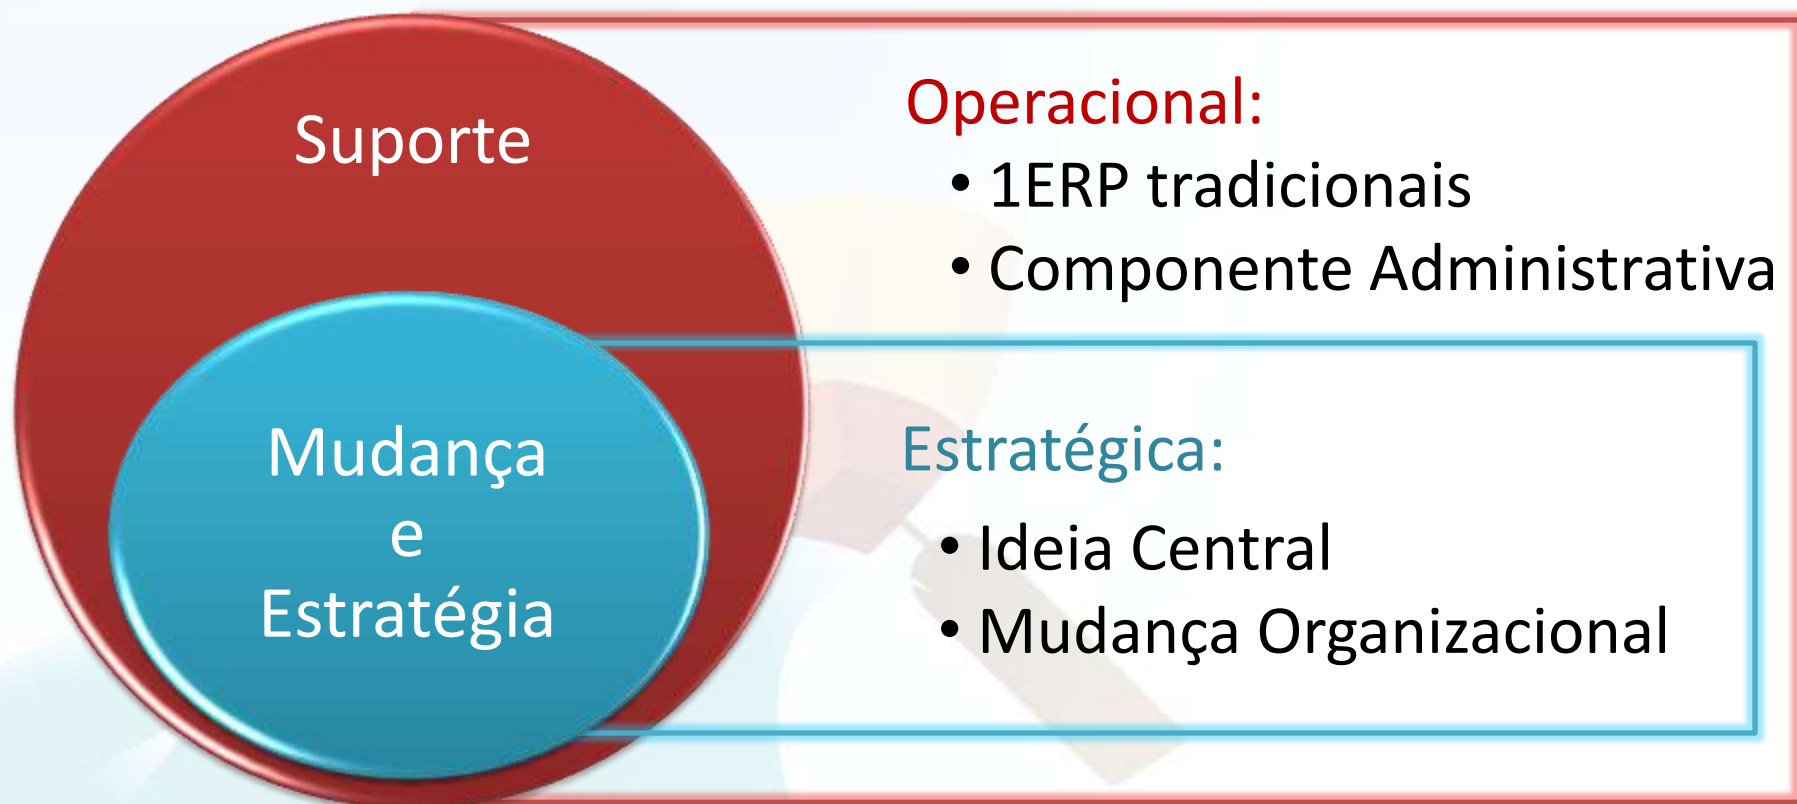 Suporte
Operacional:
• 1ERP tradicionais
• Componente Administrativa
Mudança
e
Estratégia
Estratégica:
• Ideia Central
• Mudança Organizacional